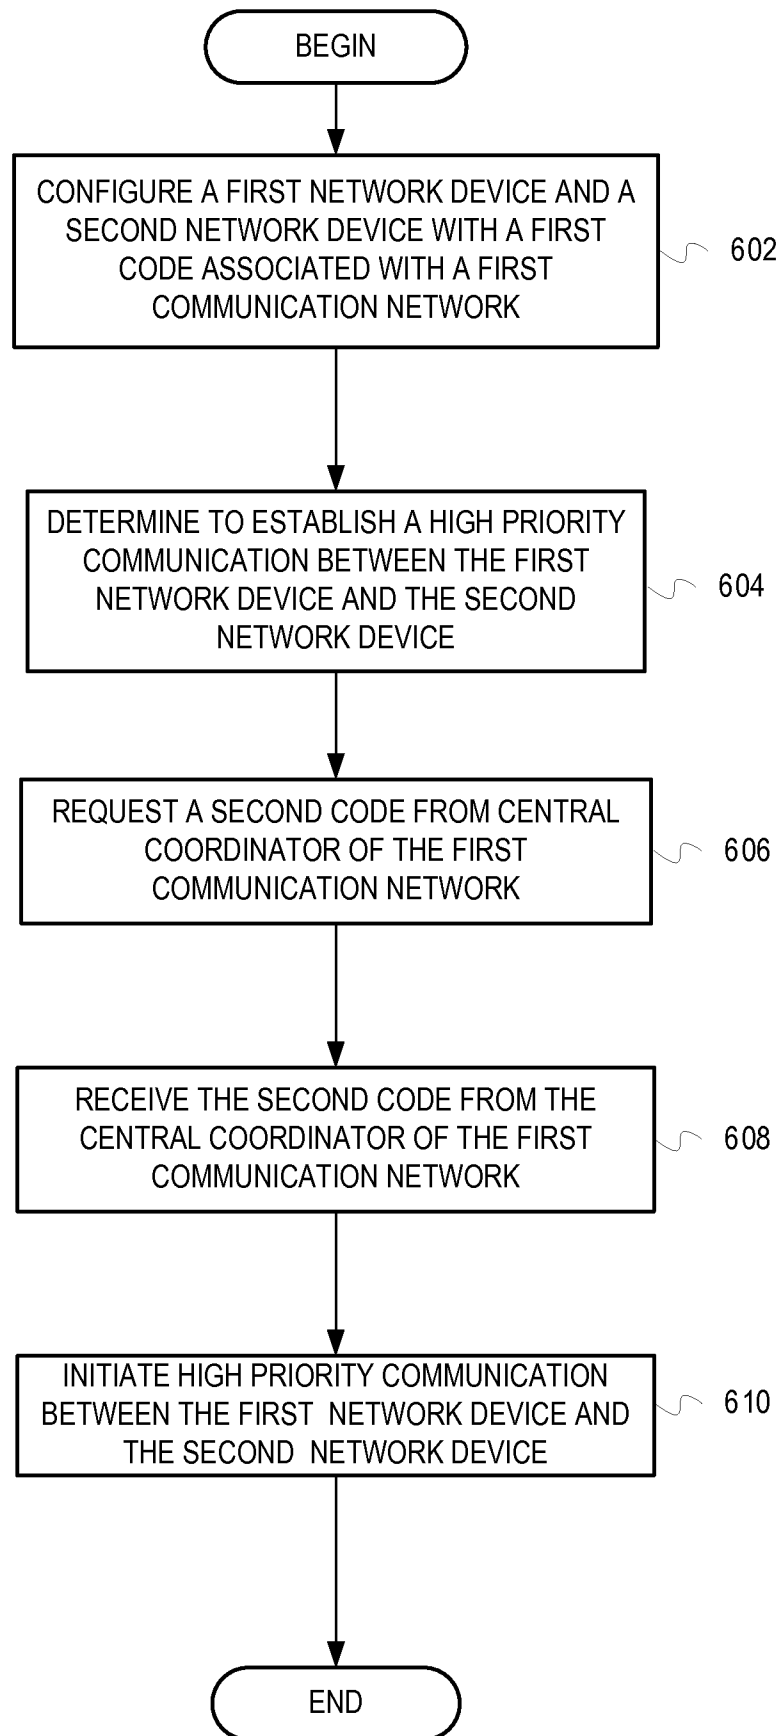 BEGIN
CONFIGURE A FIRST NETWORK DEVICE AND A
SECOND NETWORK DEVICE WITH A FIRST
CODE ASSOCIATED WITH A FIRST
COMMUNICATION NETWORK
602
DETERMINE TO ESTABLISH A HIGH PRIORITY
COMMUNICATION BETWEEN THE FIRST
NETWORK DEVICE AND THE SECOND
NETWORK DEVICE
604
REQUEST A SECOND CODE FROM CENTRAL
COORDINATOR OF THE FIRST
COMMUNICATION NETWORK
606
RECEIVE THE SECOND CODE FROM THE
CENTRAL COORDINATOR OF THE FIRST
COMMUNICATION NETWORK
608
INITIATE HIGH PRIORITY COMMUNICATION
BETWEEN THE FIRST NETWORK DEVICE AND
THE SECOND NETWORK DEVICE
610
END